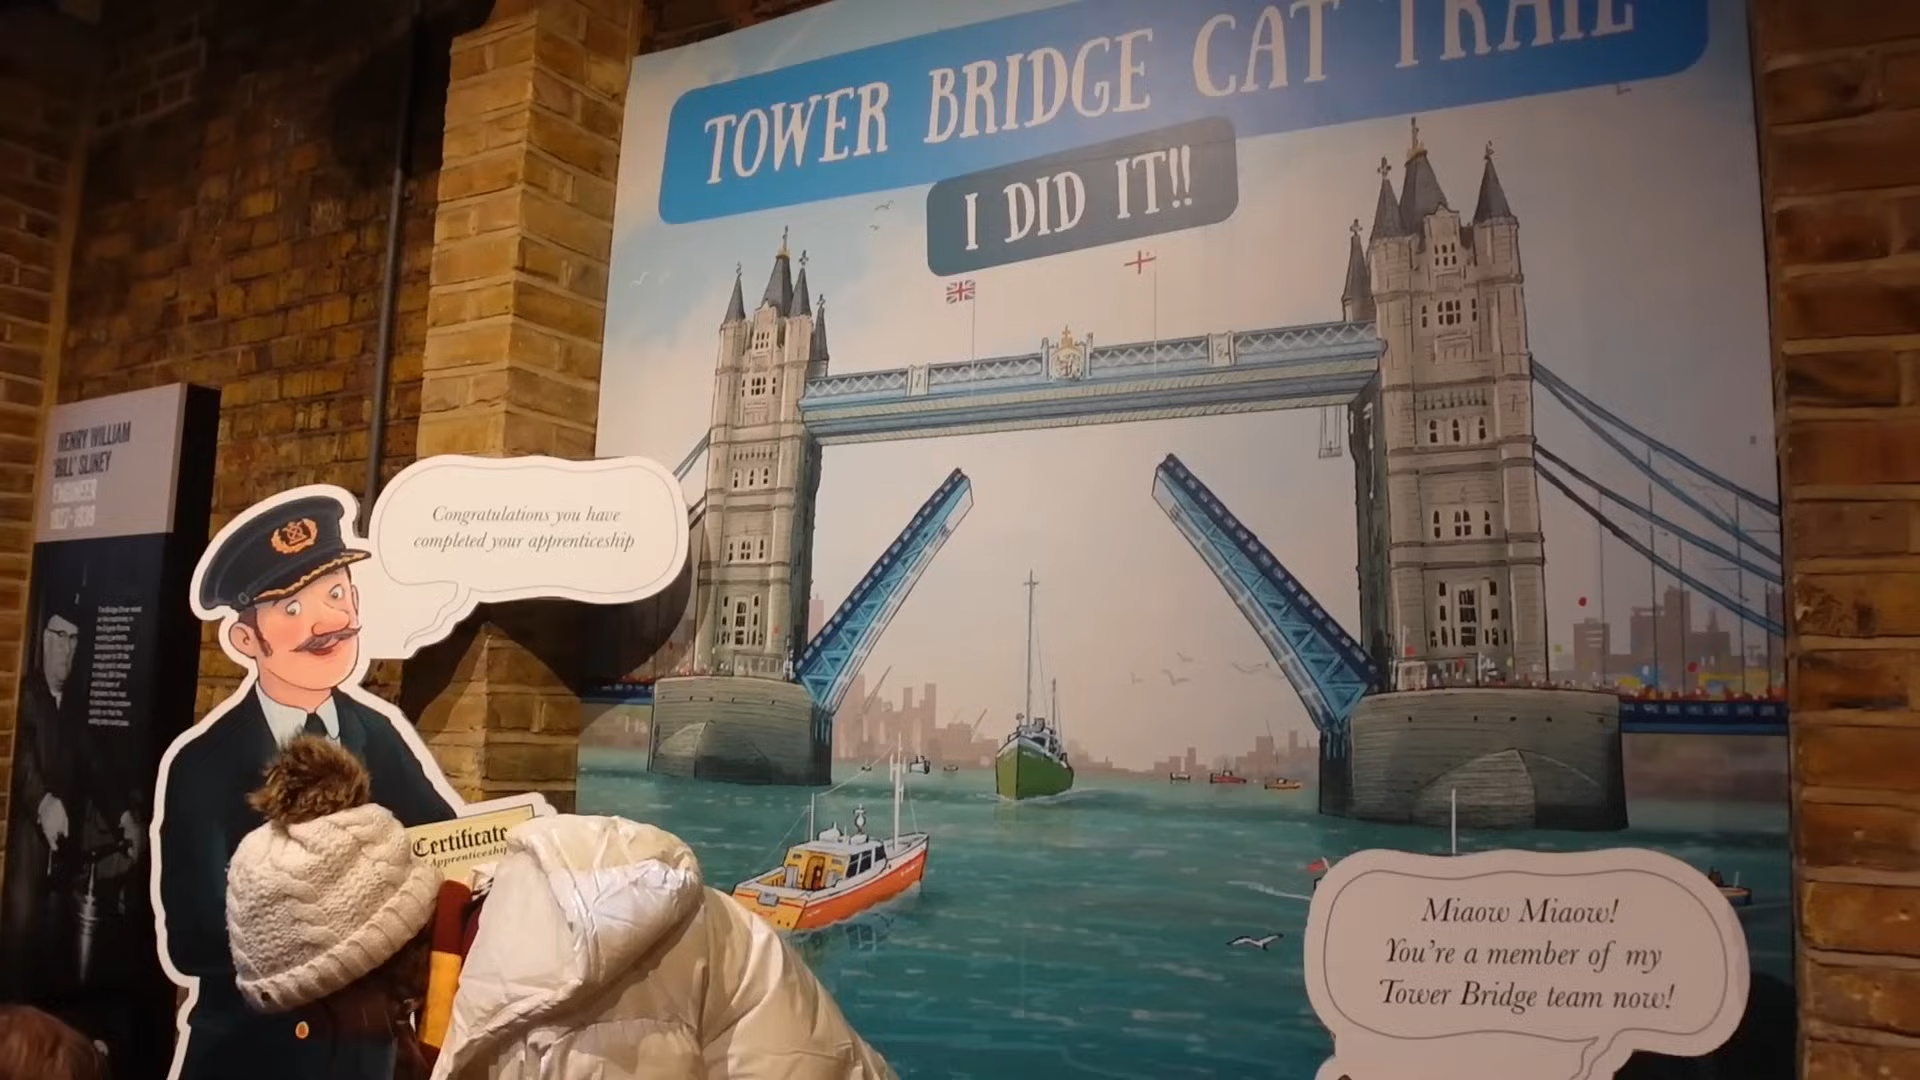 TOWER BRIDGE CAT TRAIL
I DID IT!!
HENRY WILLIAM
'BILL' SLINEY
ENGINEER
Congratulations you have
completed your apprenticeship
Certificate
Apprenticeship
Miaow Miaow!
You're a member of my
Tower Bridge team now!